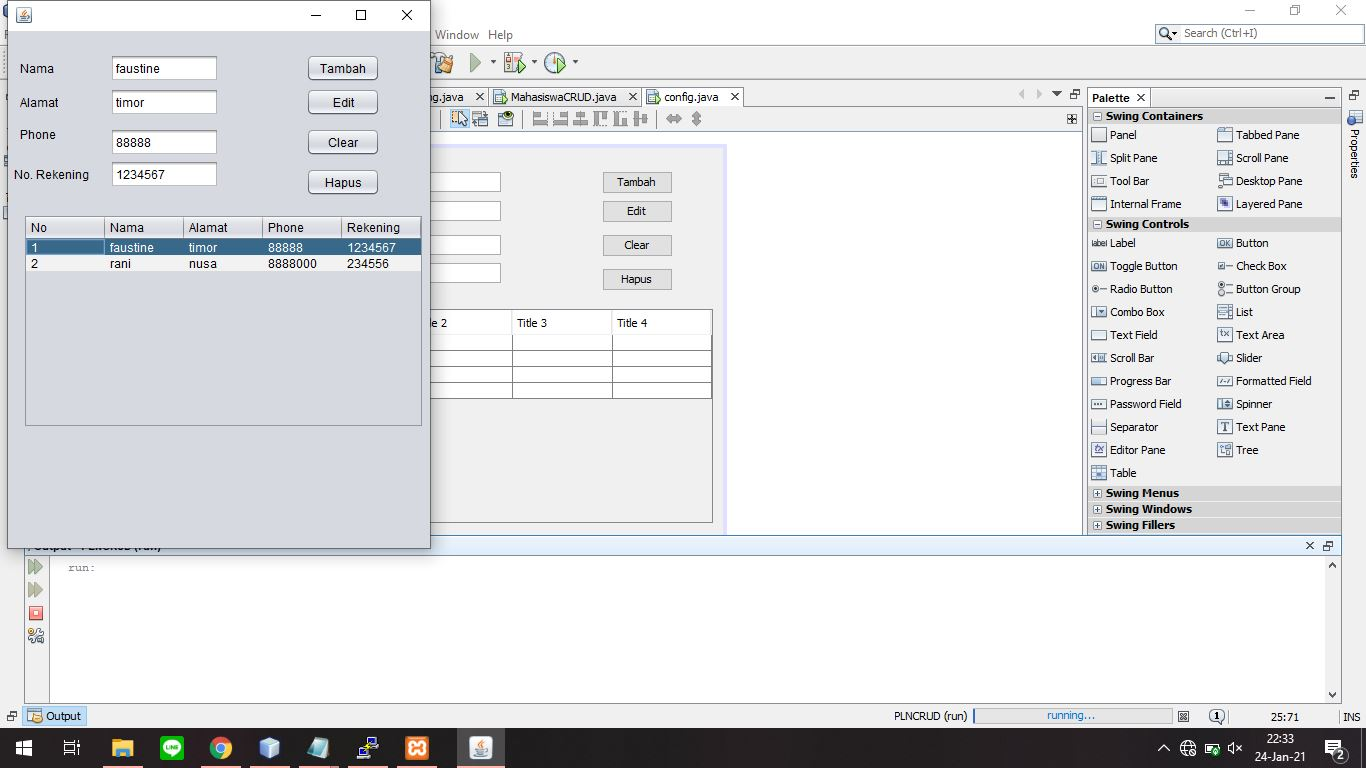 Window Help
Search (Ctrl+I)
Nama faustine Tambah
Alamat timor Edit
Phone 88888 Clear
No. Rekening 1234567 Hapus
No Nama Alamat Phone Rekening
1 faustine timor 88888 1234567
2 rani nusa 8888000 234556
ng.java MahasiswaCRUD.java config.java
Tambah
Edit
Clear
Hapus
le 2 Title 3 Title 4
Palette
Swing Containers
Panel Tabbed Pane
Split Pane Scroll Pane
Tool Bar Desktop Pane
Internal Frame Layered Pane
Swing Controls
label Label OK Button
ON Toggle Button Check Box
Radio Button Button Group
Combo Box List
Text Field Text Area
Scroll Bar Slider
Progress Bar Formatted Field
Password Field Spinner
Separator Text Pane
Editor Pane Tree
Table
Swing Menus
Swing Windows
Swing Fillers
Properties
run:
Output
PLNCRUD (run) running... 1 25:71 INS
LINE
22:33
24-Jan-21
2